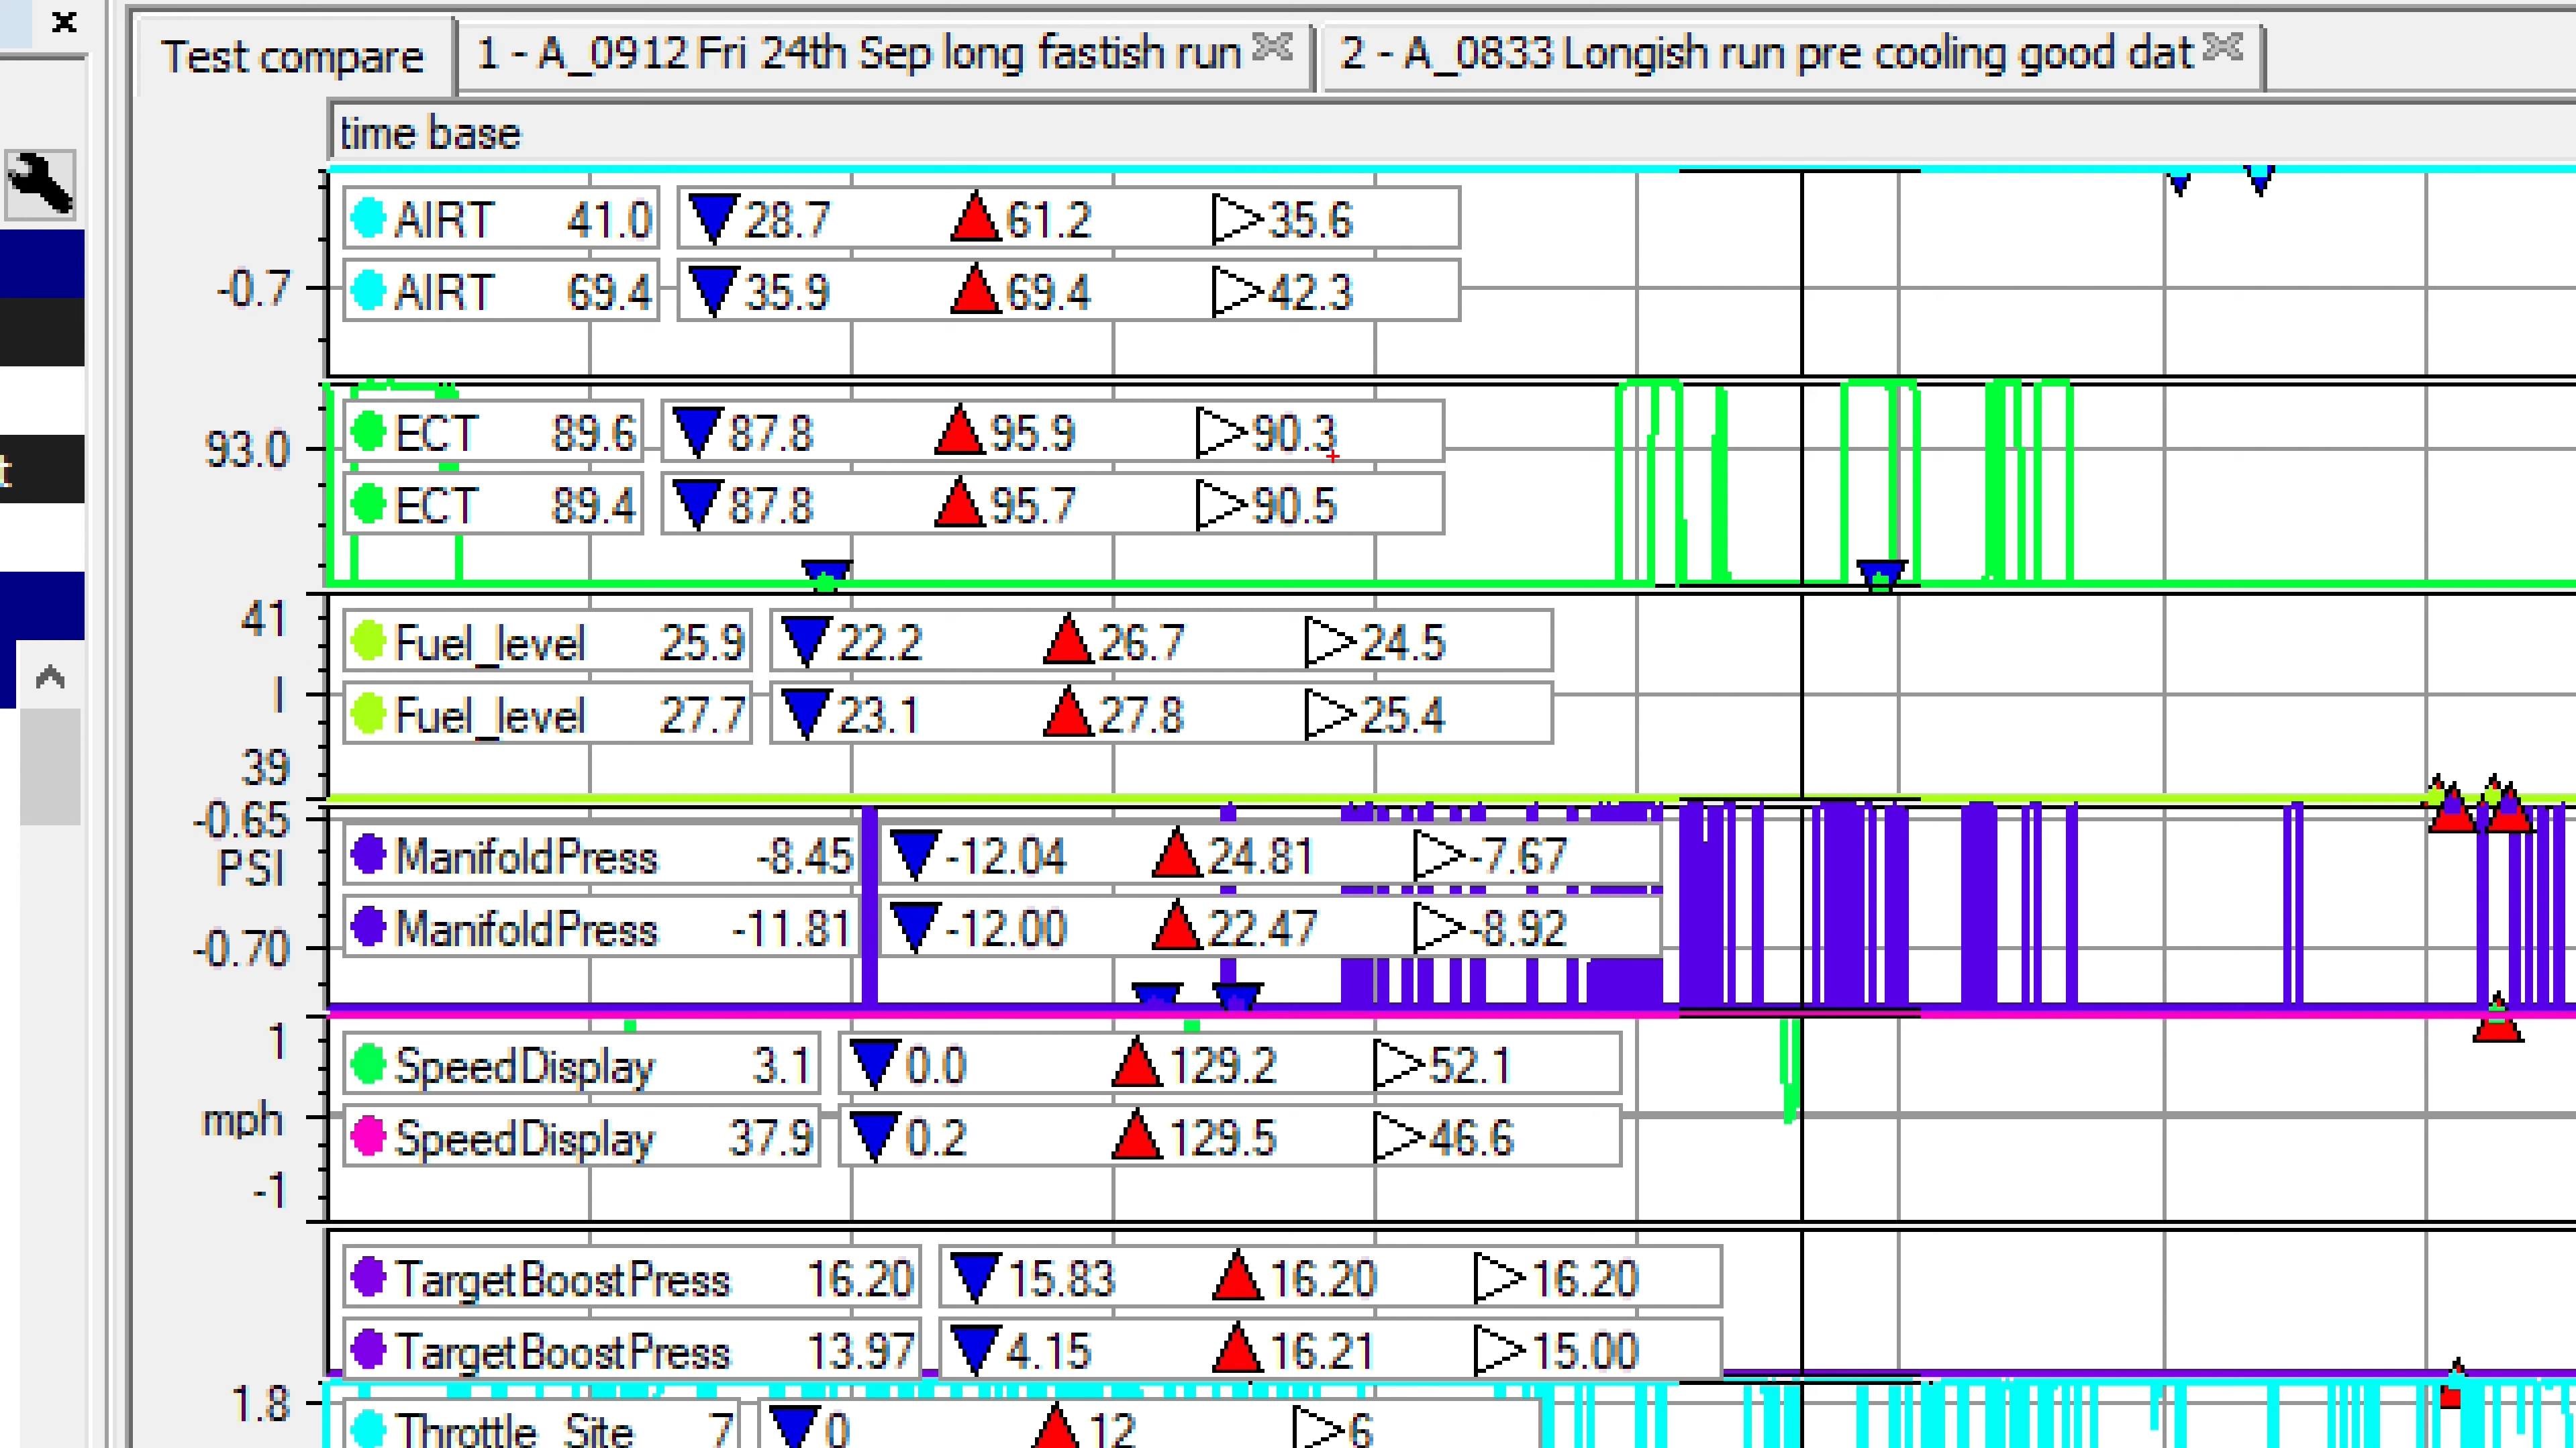 Test compare
1 - A_0912 Fri 24th Sep long fastish run
2 - A_0833 Longish run pre cooling good dat
time base
AIRT 41.0 28.7 61.2 35.6
-0.7
AIRT 69.4 35.9 69.4 42.3
93.0
ECT 89.6 87.8 95.9 90.3
t
ECT 89.4 87.8 95.7 90.5
41
Fuel_level 25.9 22.2 26.7 24.5
l
Fuel_level 27.7 23.1 27.8 25.4
39
-0.65
PSI
ManifoldPress -8.45 -12.04 24.81 -7.67
ManifoldPress -11.81 -12.00 22.47 -8.92
-0.70
1
SpeedDisplay 3.1 0.0 129.2 52.1
mph
SpeedDisplay 37.9 0.2 129.5 46.6
-1
TargetBoostPress 16.20 15.83 16.20 16.20
TargetBoostPress 13.97 4.15 16.21 15.00
1.8
Throttle_Site 7 0 12 6